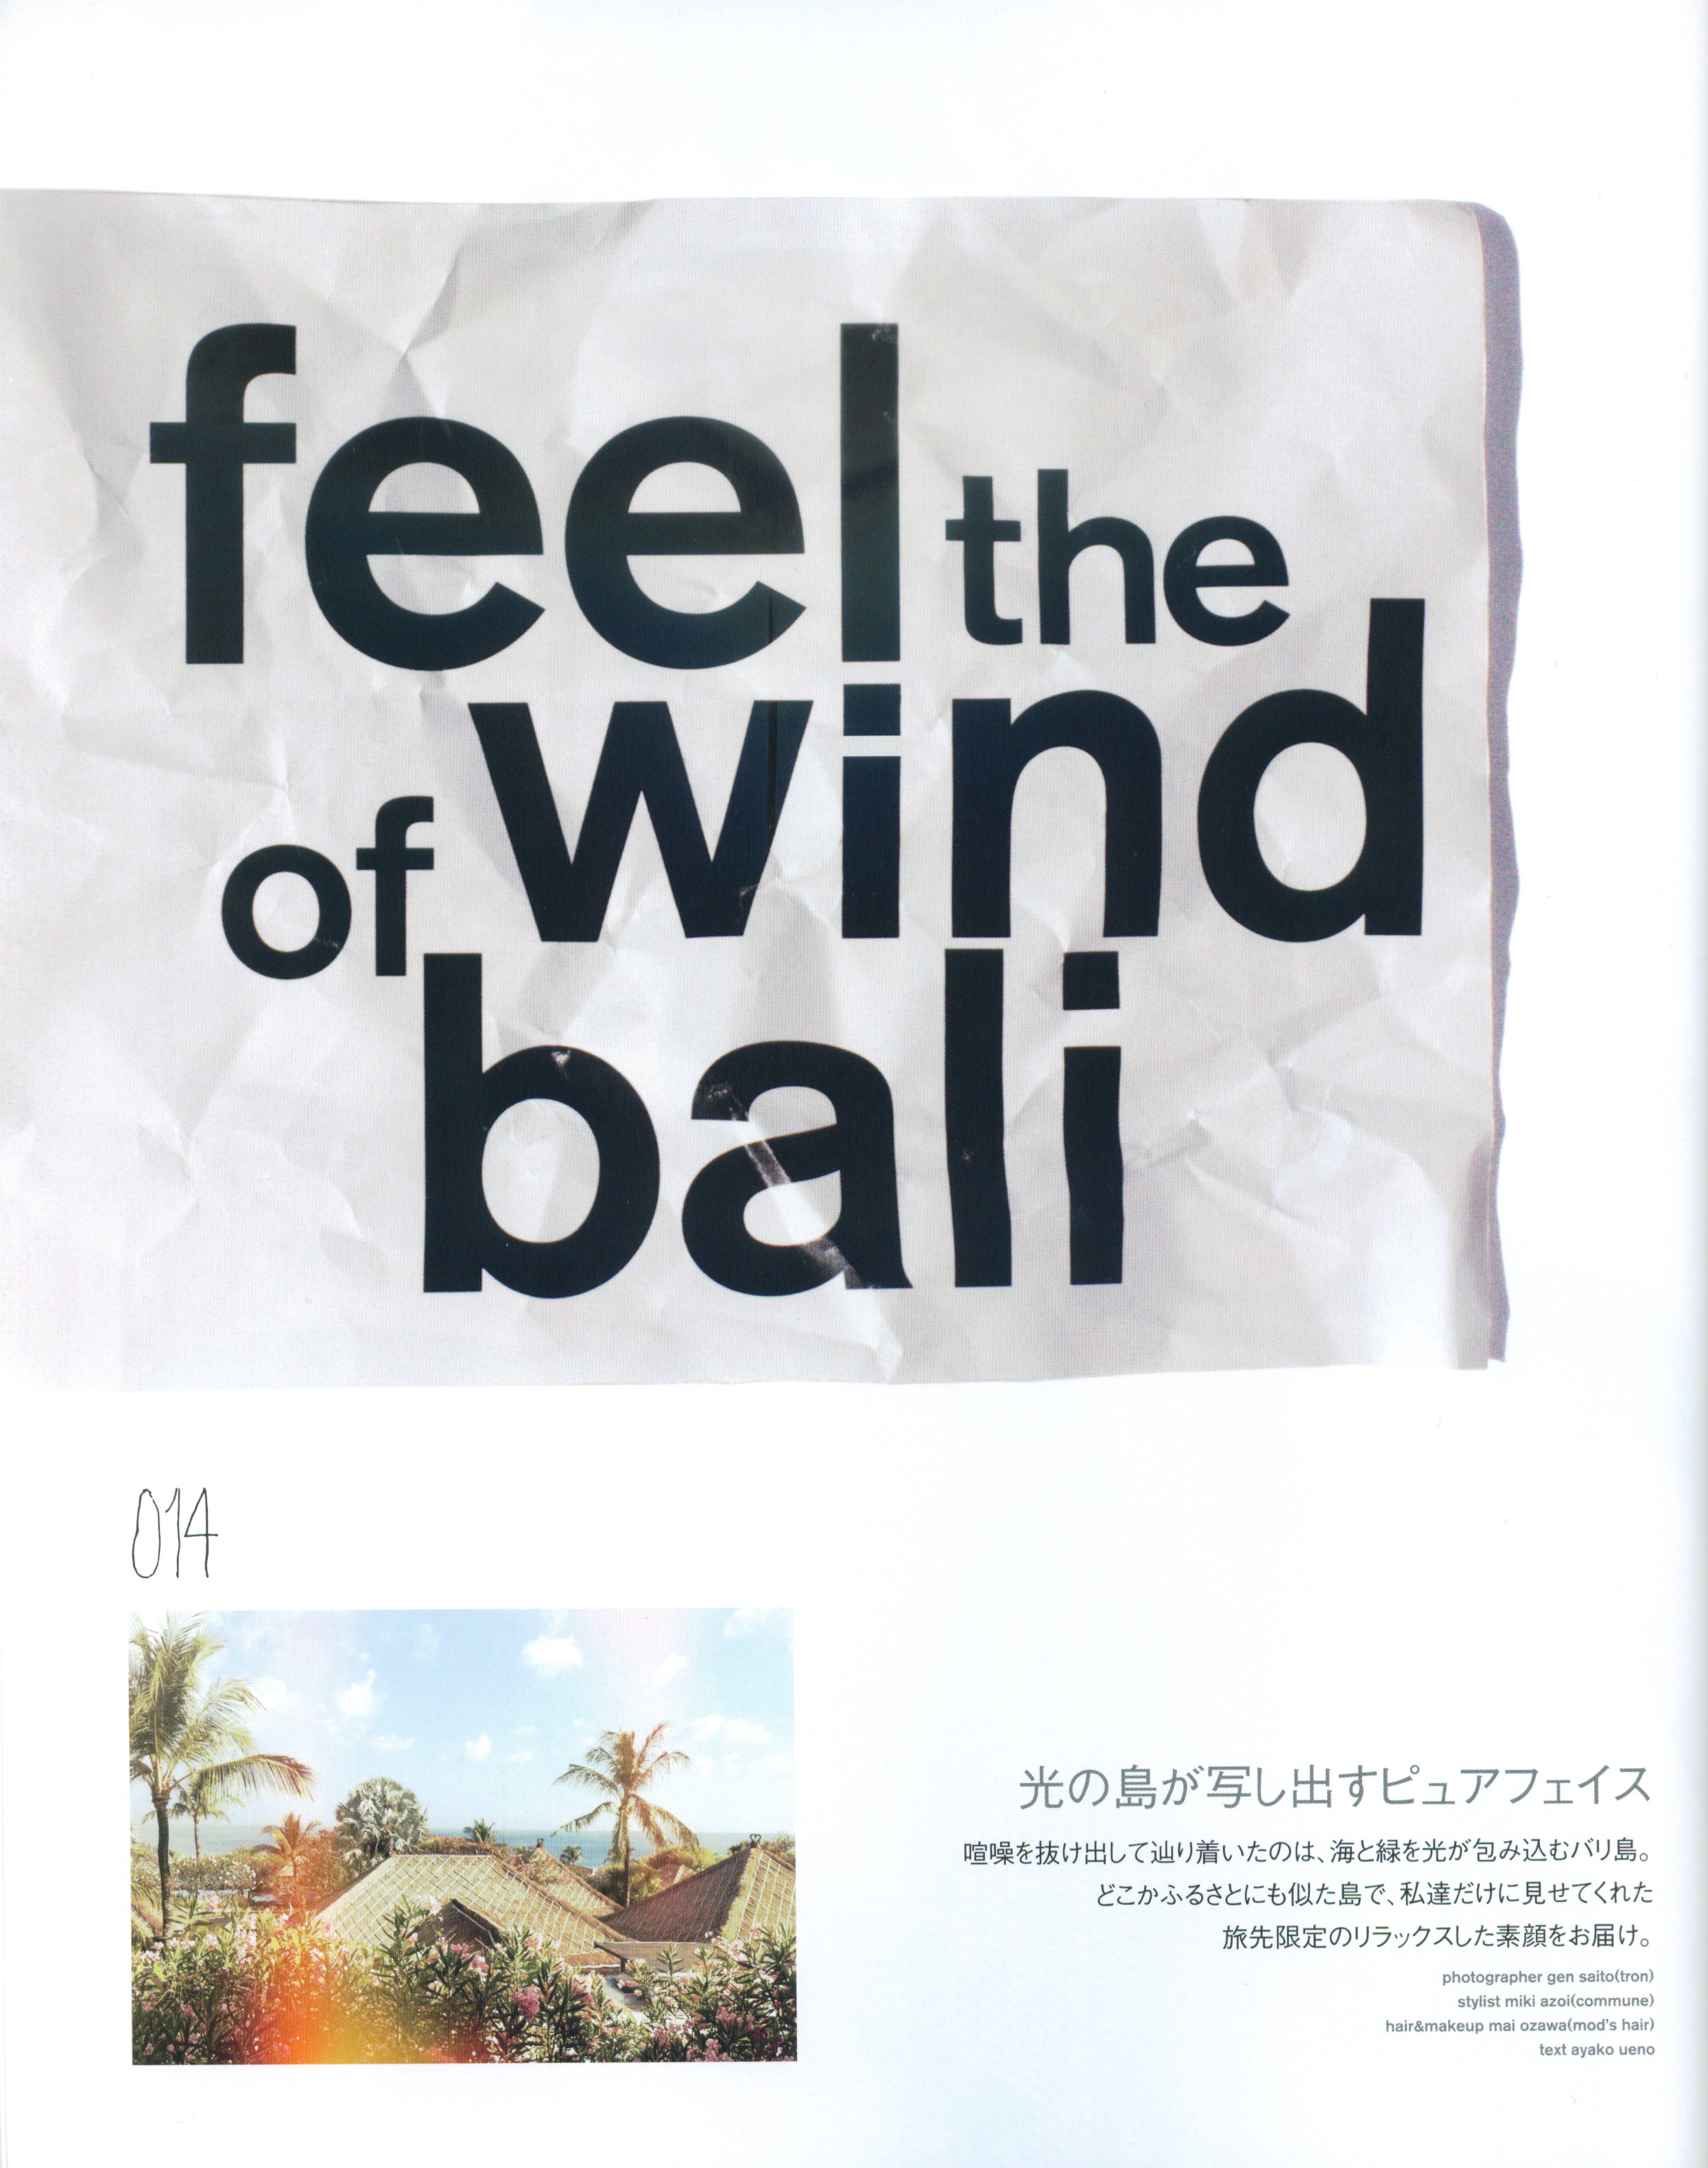 feel the
wind
of
bali
014
光の島が写し出すピュアフェイス
喧噪を抜け出して辿り着いたのは、海と緑を光が包み込むバリ島。
どこかふるさとにも似た島で、私達だけに見せてくれた
旅先限定のリラックスした素顔をお届け。
photographer gen saito(tron)
stylist miki azoi(commune)
hair&makeup mai ozawa(mod's hair)
text ayako ueno